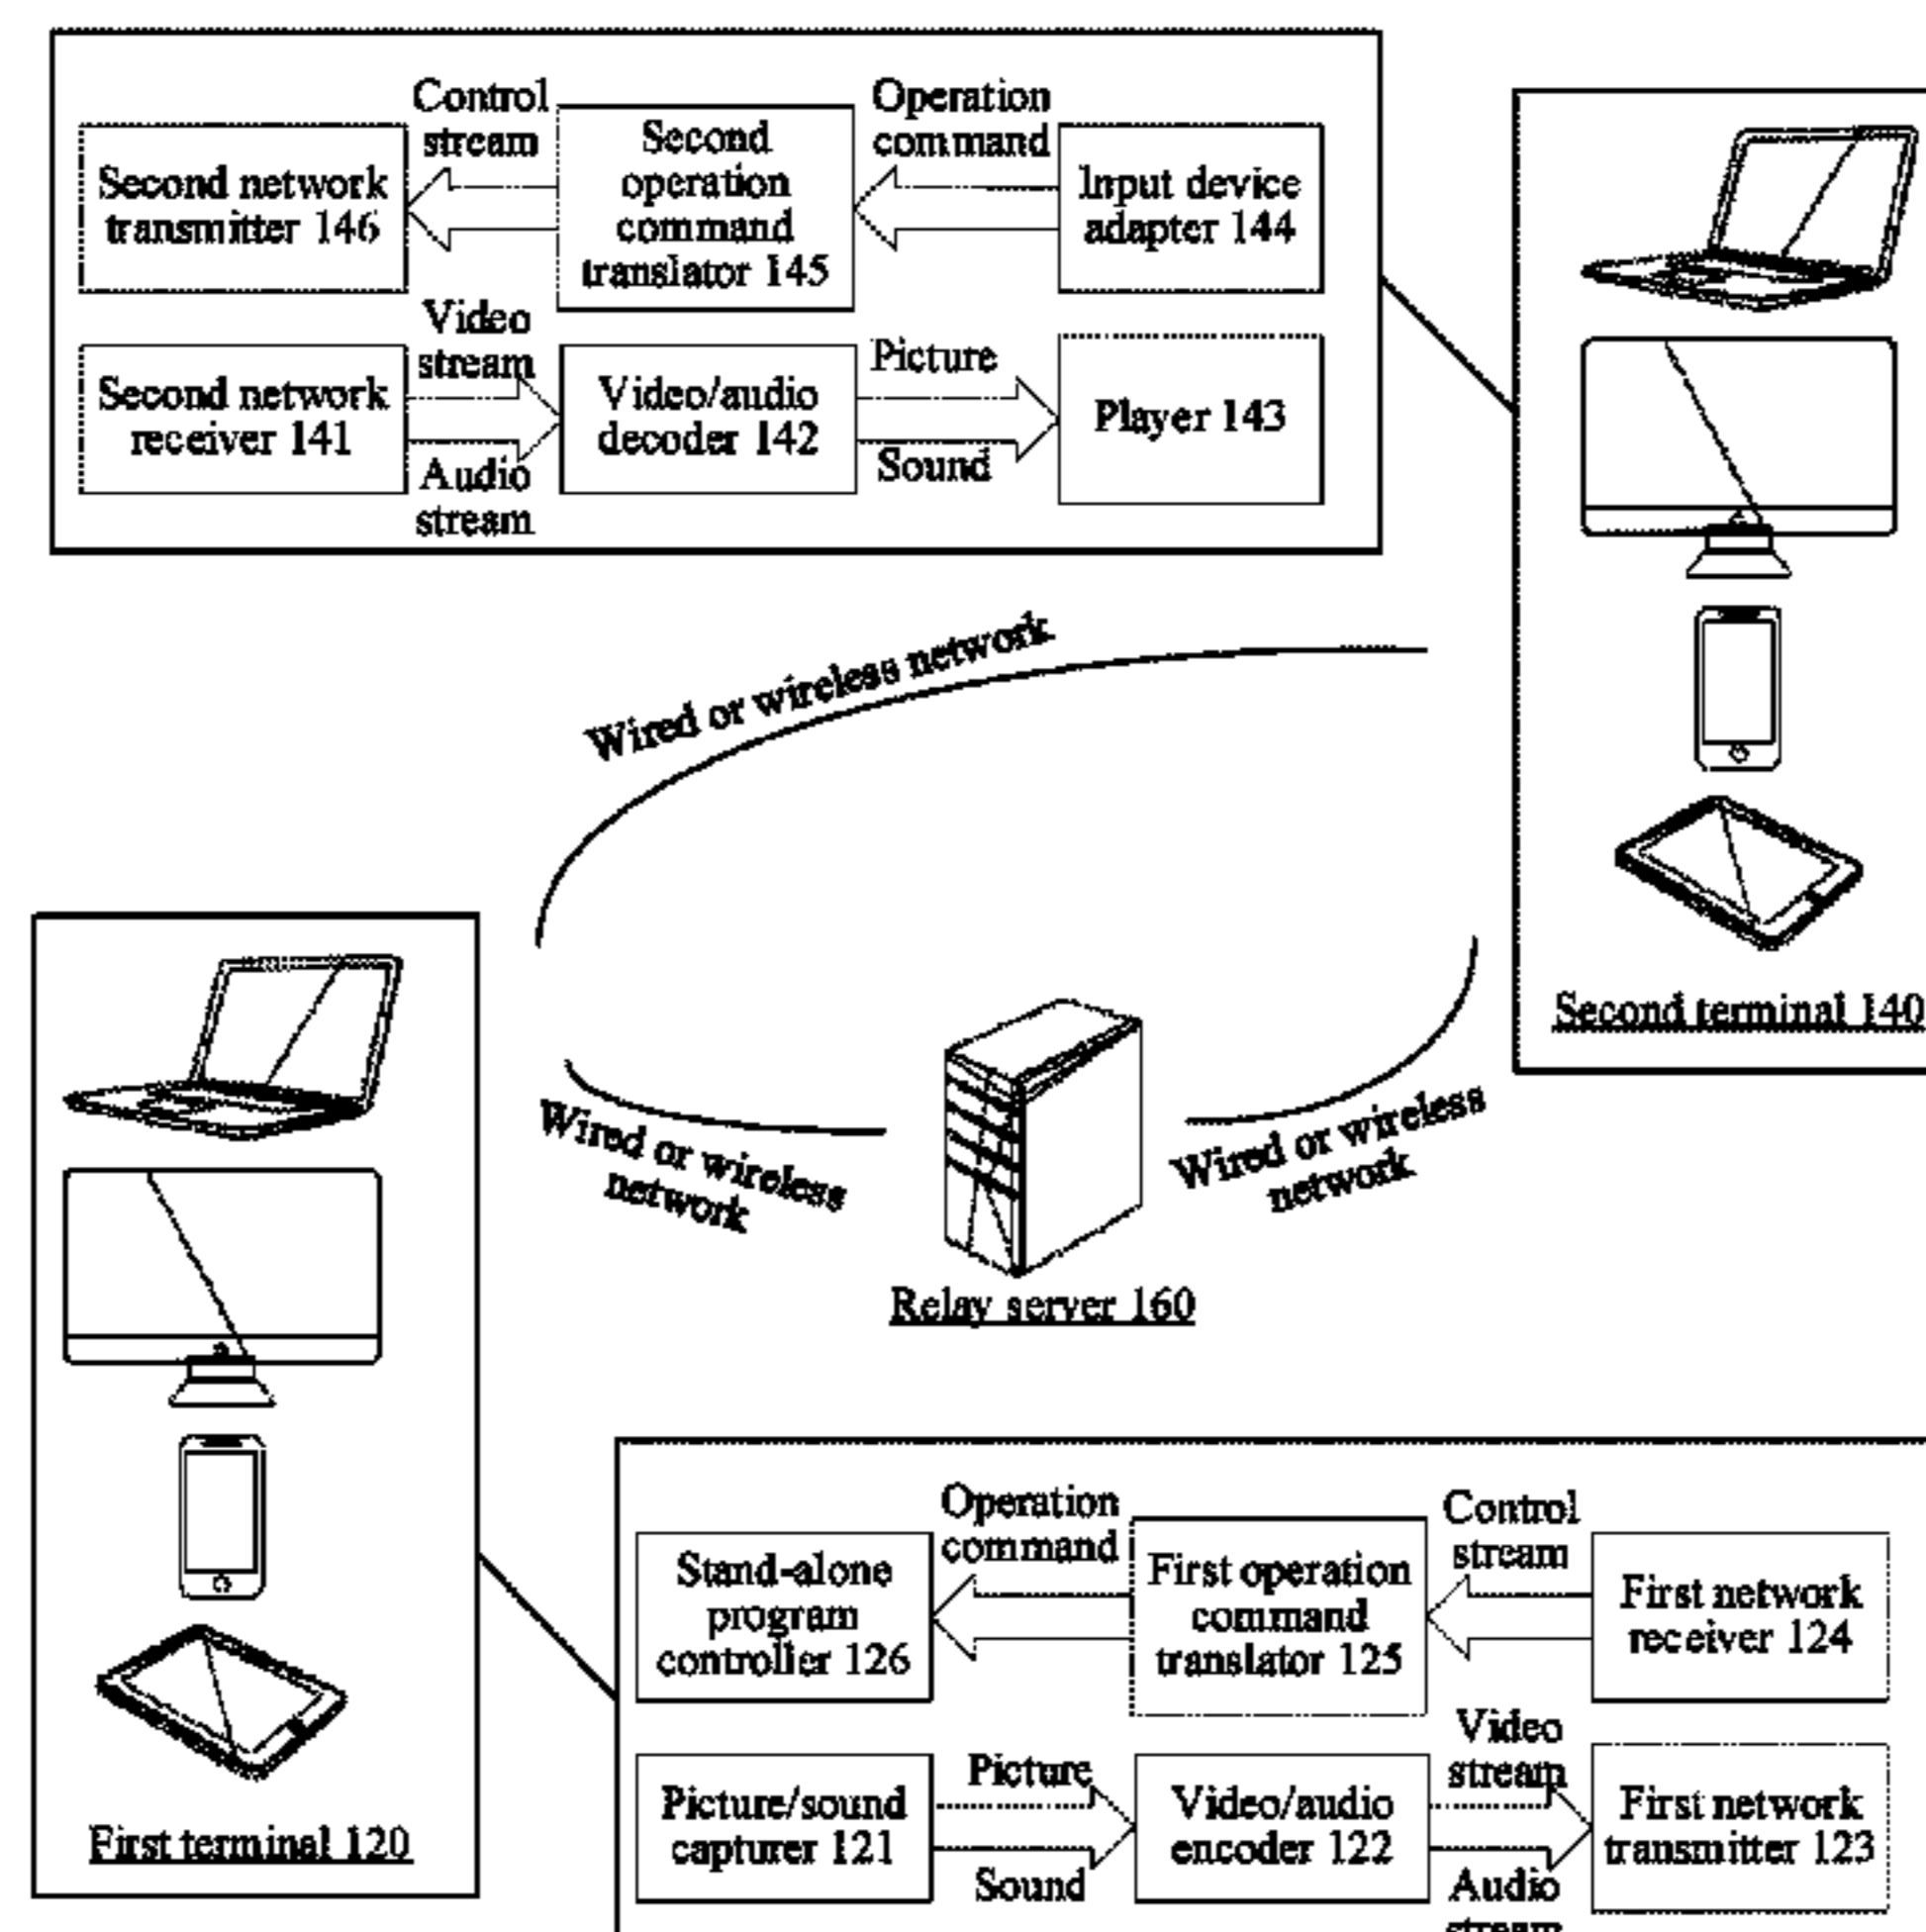 Control
stream
Operation
command
Second network
transmitter 146
Second
operation
command
translator 145
Input device
adapter 144
Video
stream
Second network
receiver 141
Audio
stream
Video/audio
decoder 142
Picture
Sound
Player 143
Second terminal 140
Wired or wireless network
Wired or wireless
network
Wired or wireless
network
Relay server 160
First terminal 120
Operation
command
Control
stream
Stand-alone
program
controller 126
First operation
command
translator 125
First network
receiver 124
Picture/sound
capturer 121
Picture
Sound
Video/audio
encoder 122
Video
stream
Audio
stream
First network
transmitter 123